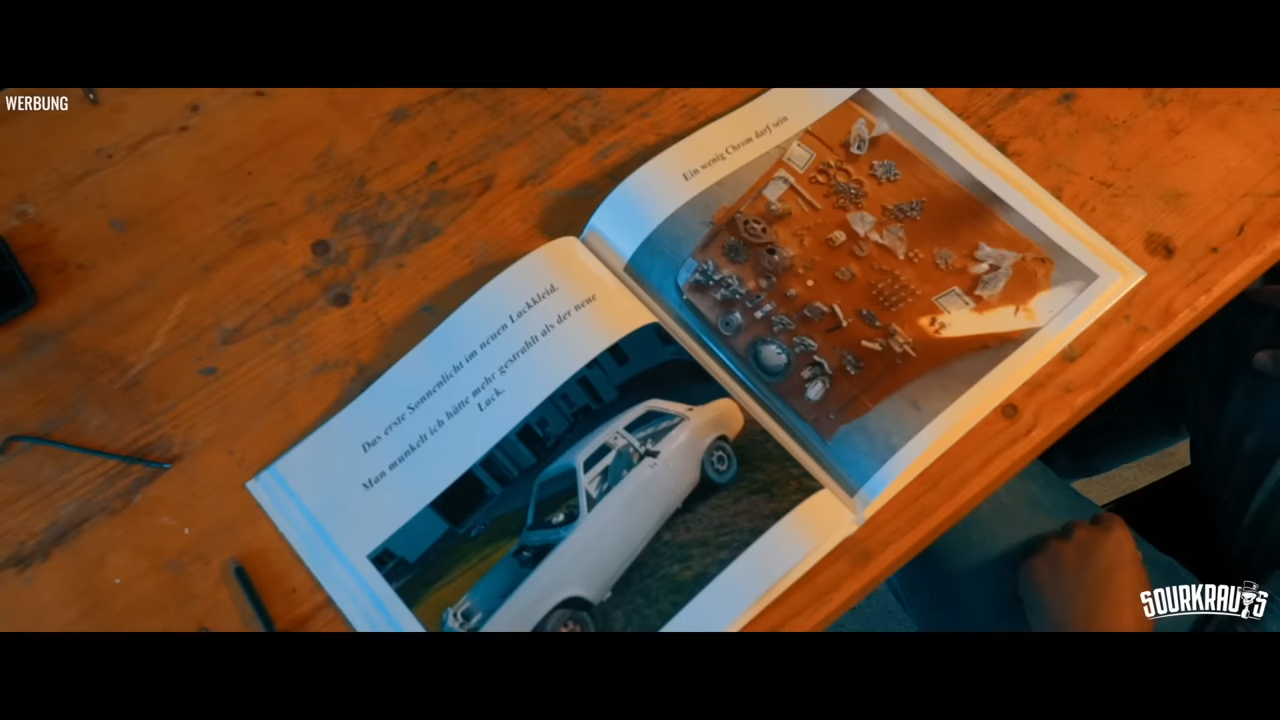 WERBUNG
Das erste Sonnenlicht im neuen Lackkleid.
Man munkelt ich hätte mehr gestrahlt als der neue
Lack.
Ein wenig Chrom darf sein
SOURKRAUTS